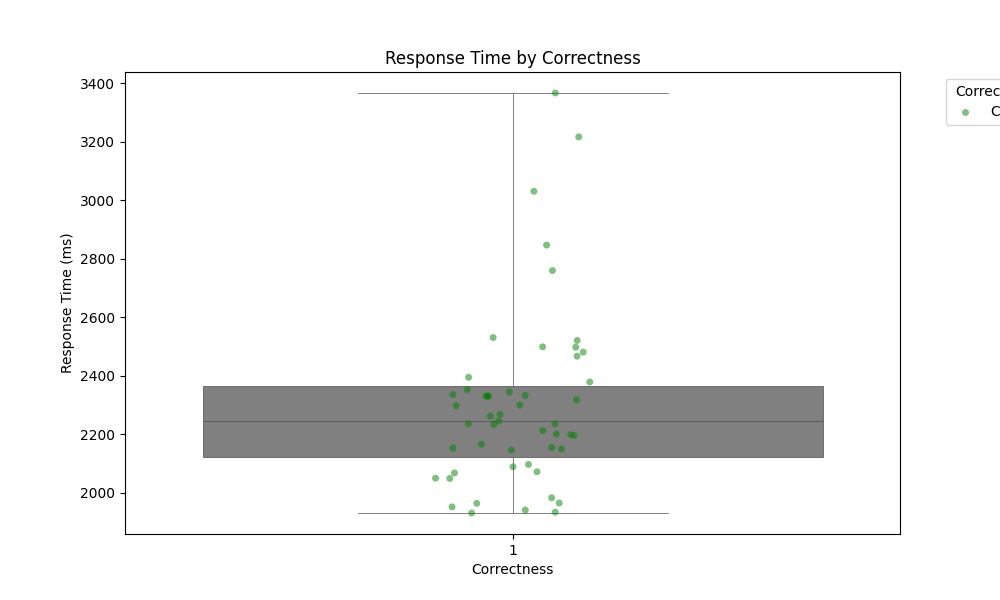 Response Time by Correctness
3400
3200
3000
2800
2600
2400
2200
2000
Response Time (ms)
1
Correctness
Correc
C